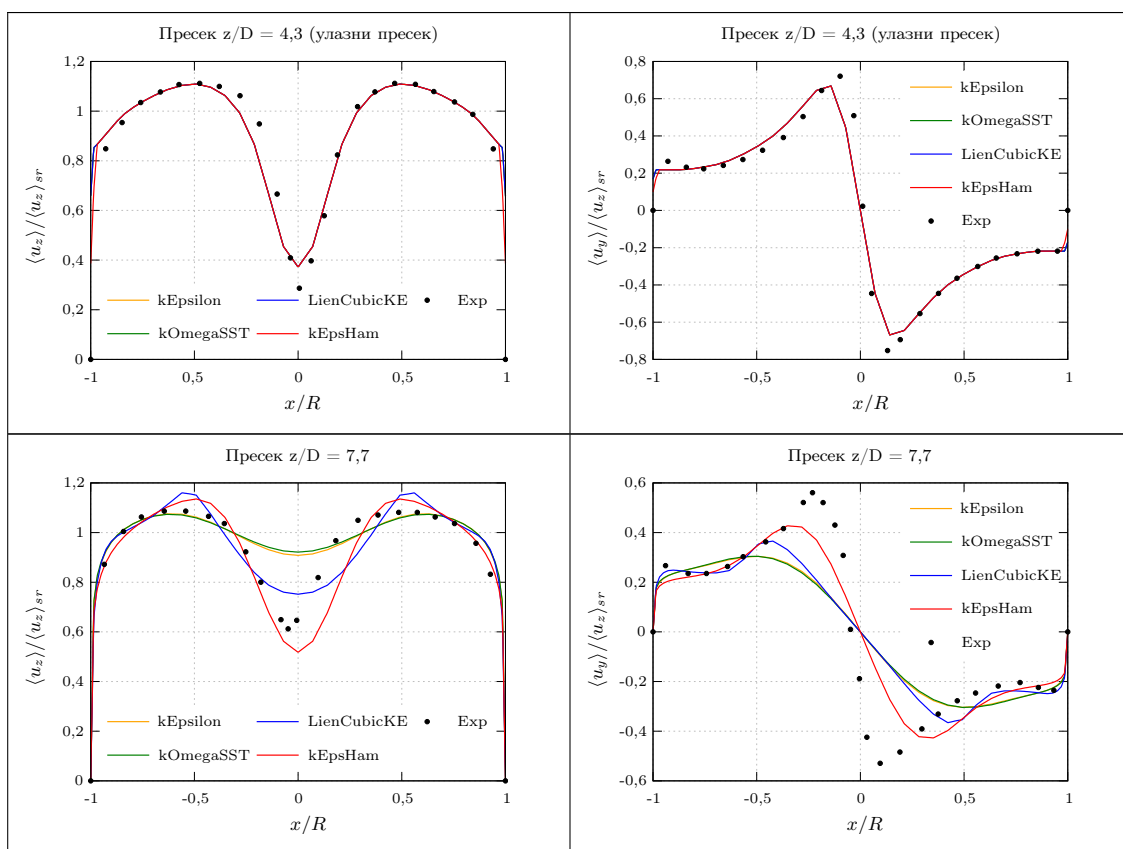 Пресек z/D = 4,3 (улазни пресек)
1,2
1
0,8
0,6
0,4
0,2
0
⟨u_z⟩/⟨u_z⟩_sr
kEpsilon
LienCubicKE
Exp
kOmegaSST
kEpsHam
-1
-0,5
0
0,5
1
x/R
Пресек z/D = 4,3 (улазни пресек)
0,8
0,6
0,4
0,2
0
-0,2
-0,4
-0,6
-0,8
⟨u_y⟩/⟨u_z⟩_sr
kEpsilon
kOmegaSST
LienCubicKE
kEpsHam
Exp
-1
-0,5
0
0,5
1
x/R
Пресек z/D = 7,7
1,2
1
0,8
0,6
0,4
0,2
0
⟨u_z⟩/⟨u_z⟩_sr
kEpsilon
LienCubicKE
Exp
kOmegaSST
kEpsHam
-1
-0,5
0
0,5
1
x/R
Пресек z/D = 7,7
0,6
0,4
0,2
0
-0,2
-0,4
-0,6
⟨u_y⟩/⟨u_z⟩_sr
kEpsilon
kOmegaSST
LienCubicKE
kEpsHam
Exp
-1
-0,5
0
0,5
1
x/R